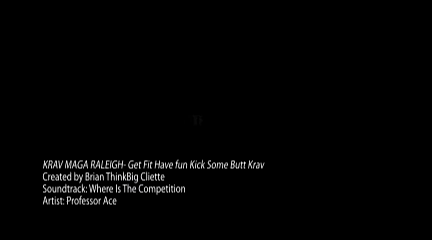 KRAV MAGA RALEIGH- Get Fit Have fun Kick Some Butt Krav
Created by Brian ThinkBig Cliette
Soundtrack: Where Is The Competition
Artist: Professor Ace